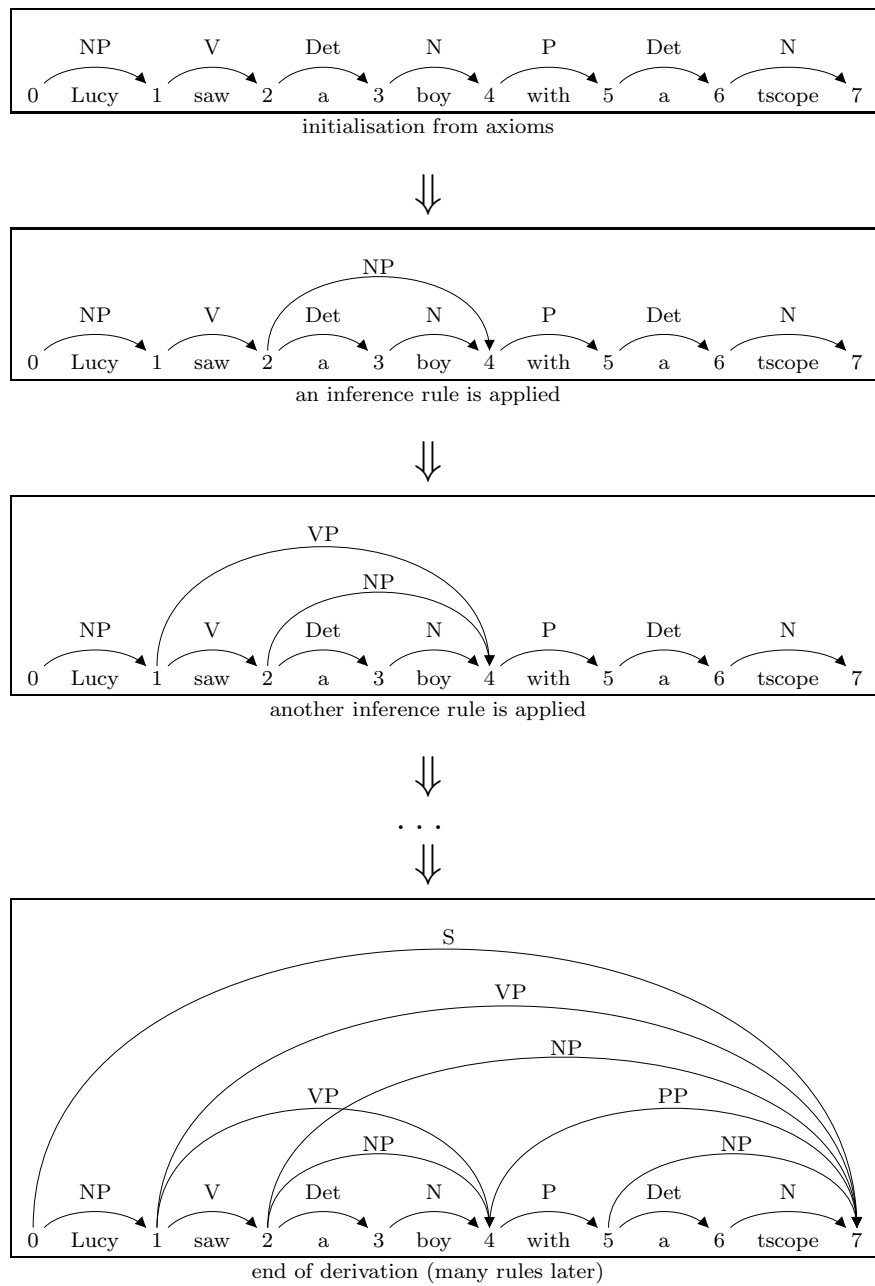 NP V Det N P Det N
0 Lucy 1 saw 2 a 3 boy 4 with 5 a 6 tscope 7
initialisation from axioms
⇓
NP
NP V Det N P Det N
0 Lucy 1 saw 2 a 3 boy 4 with 5 a 6 tscope 7
an inference rule is applied
⇓
VP
NP
NP V Det N P Det N
0 Lucy 1 saw 2 a 3 boy 4 with 5 a 6 tscope 7
another inference rule is applied
⇓
. . .
⇓
S
VP
NP
VP PP
NP NP
NP V Det N P Det N
0 Lucy 1 saw 2 a 3 boy 4 with 5 a 6 tscope 7
end of derivation (many rules later)